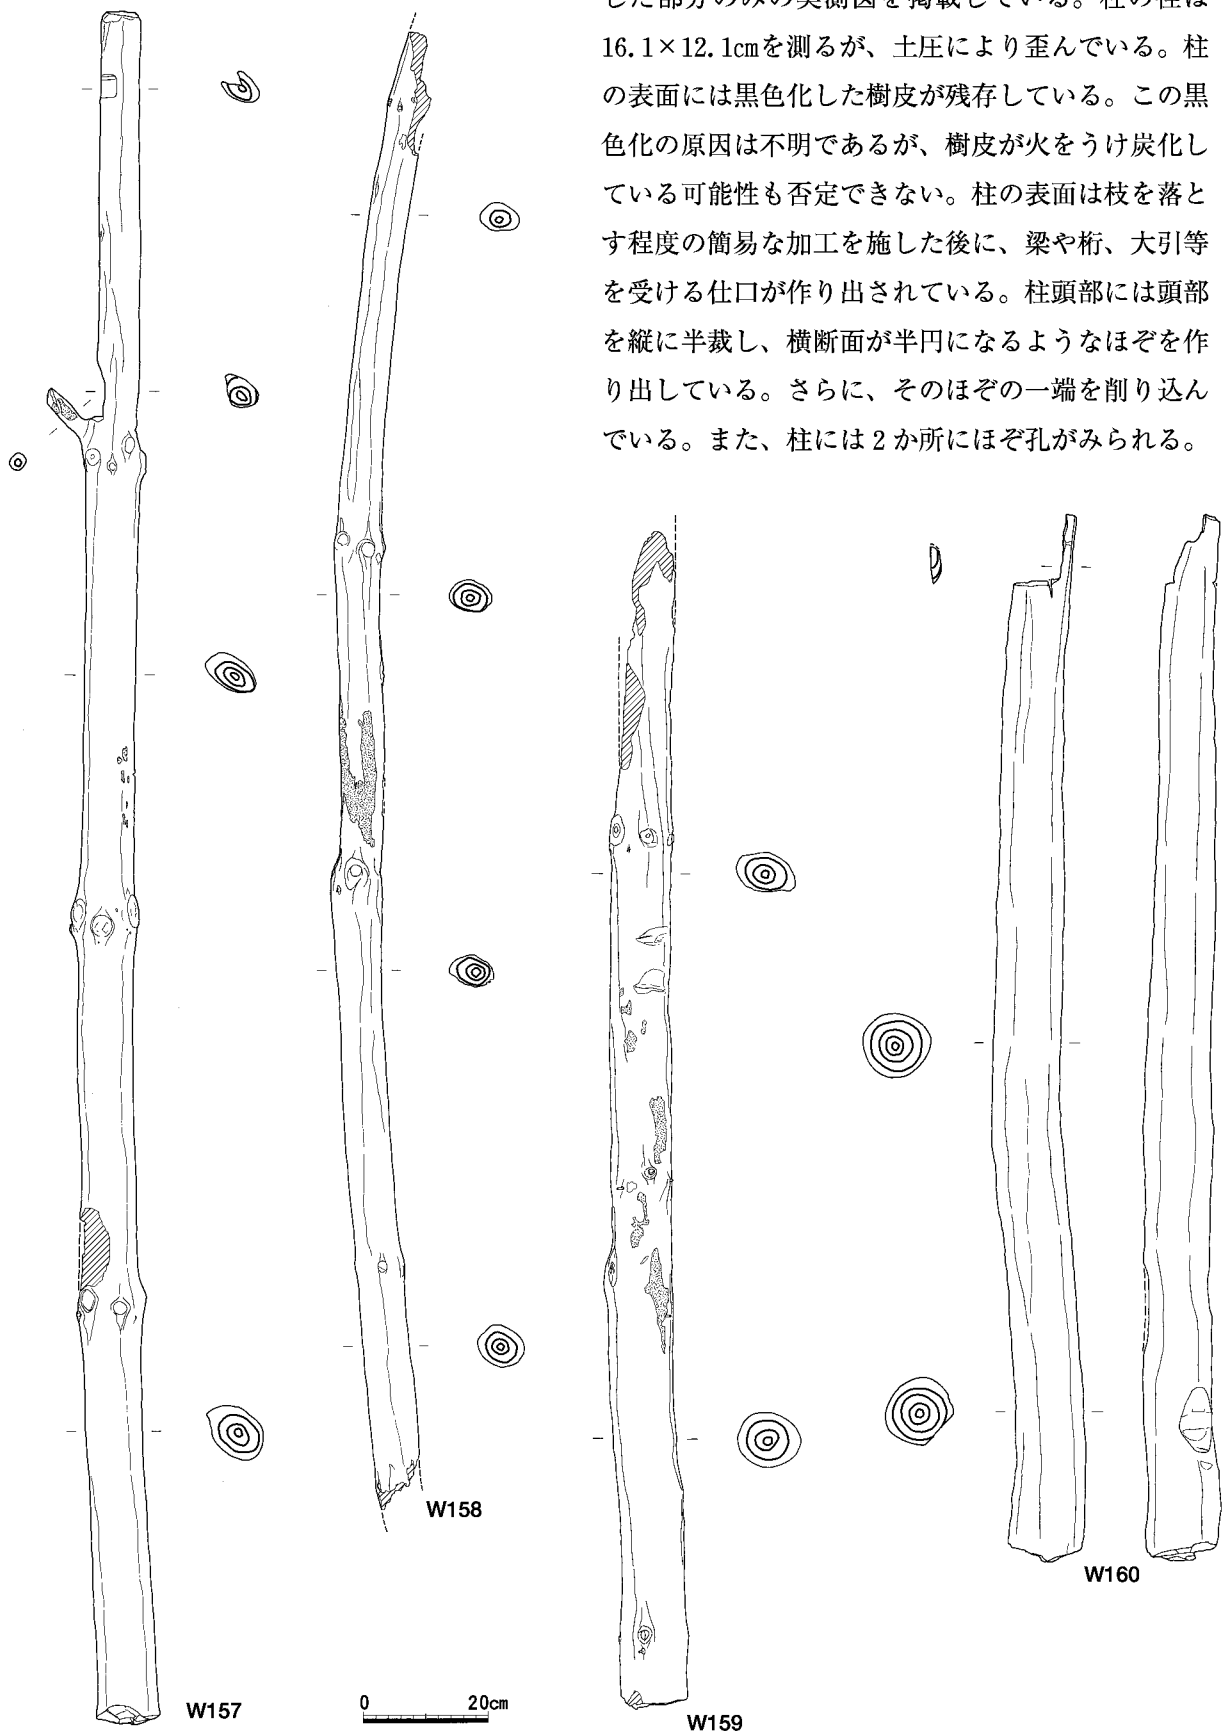 した部分のみの実測図を掲載している。柱の径は
16.1×12.1cmを測るが、土圧により歪んでいる。柱
の表面には黒色化した樹皮が残存している。この黒
色化の原因は不明であるが、樹皮が火をうけ炭化し
ている可能性も否定できない。柱の表面は枝を落と
す程度の簡易な加工を施した後に、梁や桁、大引等
を受ける仕口が作り出されている。柱頭部には頭部
を縦に半裁し、横断面が半円になるようなほぞを作
り出している。さらに、そのほぞの一端を削り込ん
でいる。また、柱には2か所にほぞ孔がみられる。
W158
W160
W157
0 20cm
W159